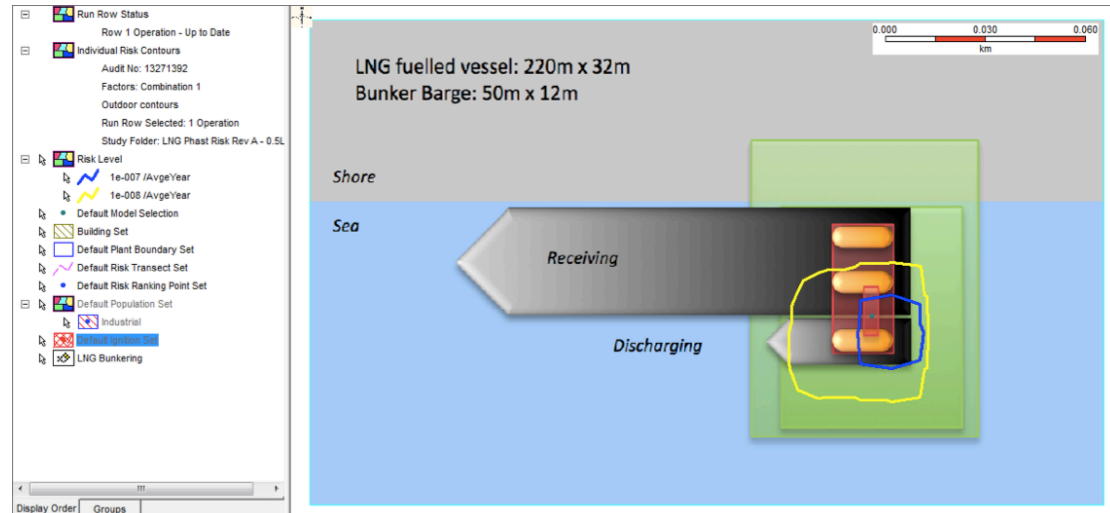 Run Row Status
Row 1 Operation - Up to Date
Individual Risk Contours
Audit No: 13271392
Factors: Combination 1
Outdoor contours
Run Row Selected: 1 Operation
Study Folder: LNG Phast Risk Rev A - 0.5L
Risk Level
1e-007 /AvgeYear
1e-008 /AvgeYear
Default Model Selection
Building Set
Default Plant Boundary Set
Default Risk Transect Set
Default Risk Ranking Point Set
Default Population Set
Industrial
Default Ignition Set
LNG Bunkering
Display Order Groups
0.000 0.030 0.060
km
LNG fuelled vessel: 220m x 32m
Bunker Barge: 50m x 12m
Shore
Sea
Receiving
Discharging